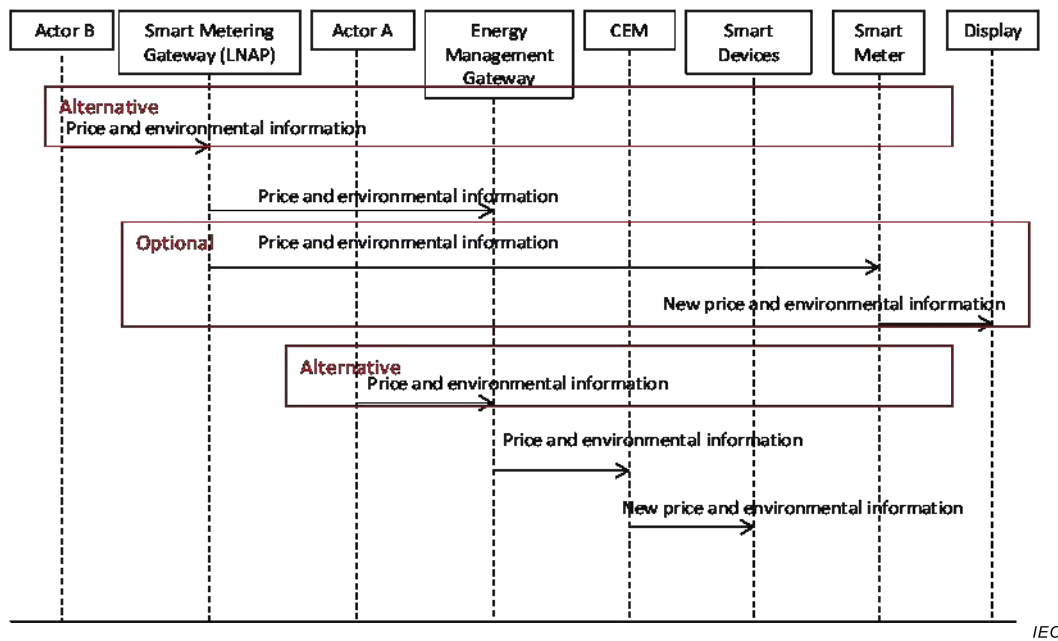 Actor B
Smart Metering
Gateway (LNAP)
Actor A
Energy
Management
Gateway
CEM
Smart
Devices
Smart
Meter
Display
Alternative
Price and environmental information
Price and environmental information
Optional
Price and environmental information
New price and environmental information
Alternative
Price and environmental information
Price and environmental information
New price and environmental information
IEC